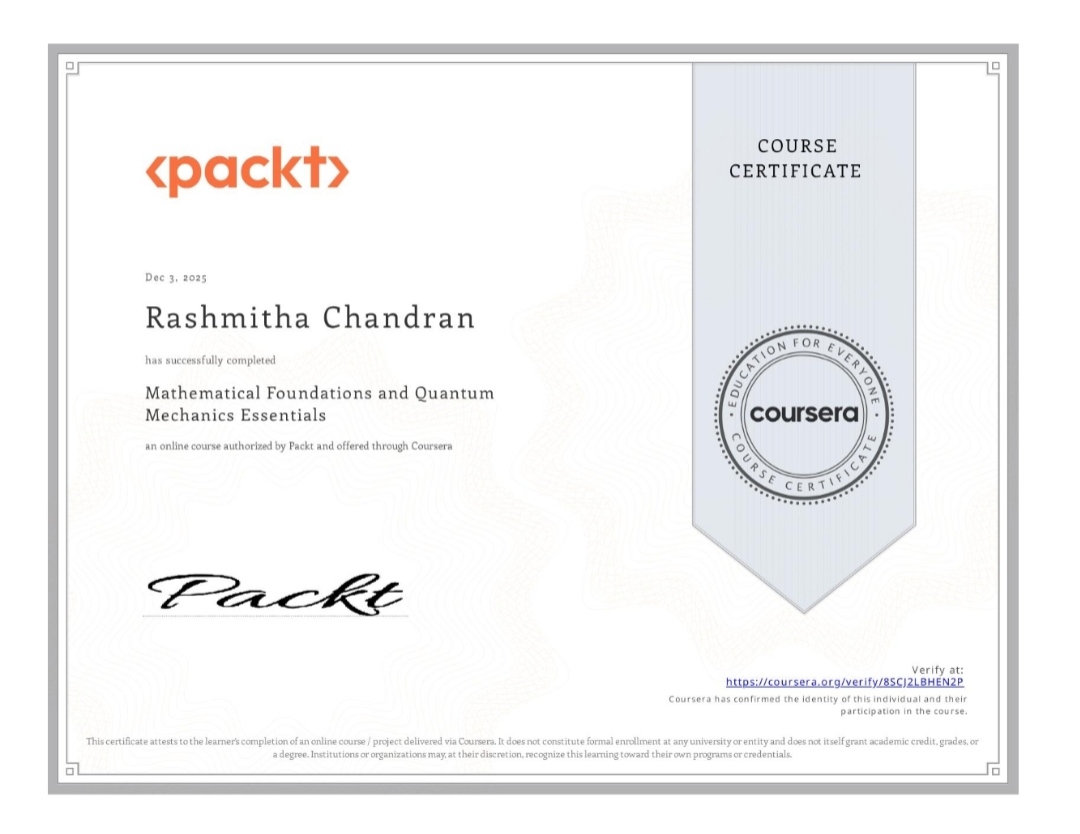 <packt>
COURSE
CERTIFICATE
Dec 3, 2025
Rashmitha Chandran
has successfully completed
Mathematical Foundations and Quantum
Mechanics Essentials
an online course authorized by Packt and offered through Coursera
EDUCATION FOR EVERYONE
coursera
COURSE CERTIFICATE
Packt
Verify at:
https://coursera.org/verify/8SCJ2LBHEN2P
Coursera has confirmed the identity of this individual and their
participation in the course.
This certificate attests to the learner's completion of an online course / project delivered via Coursera. It does not constitute formal enrollment at any university or entity and does not itself grant academic credit, grades, or
a degree. Institutions or organizations may, at their discretion, recognize this learning toward their own programs or credentials.